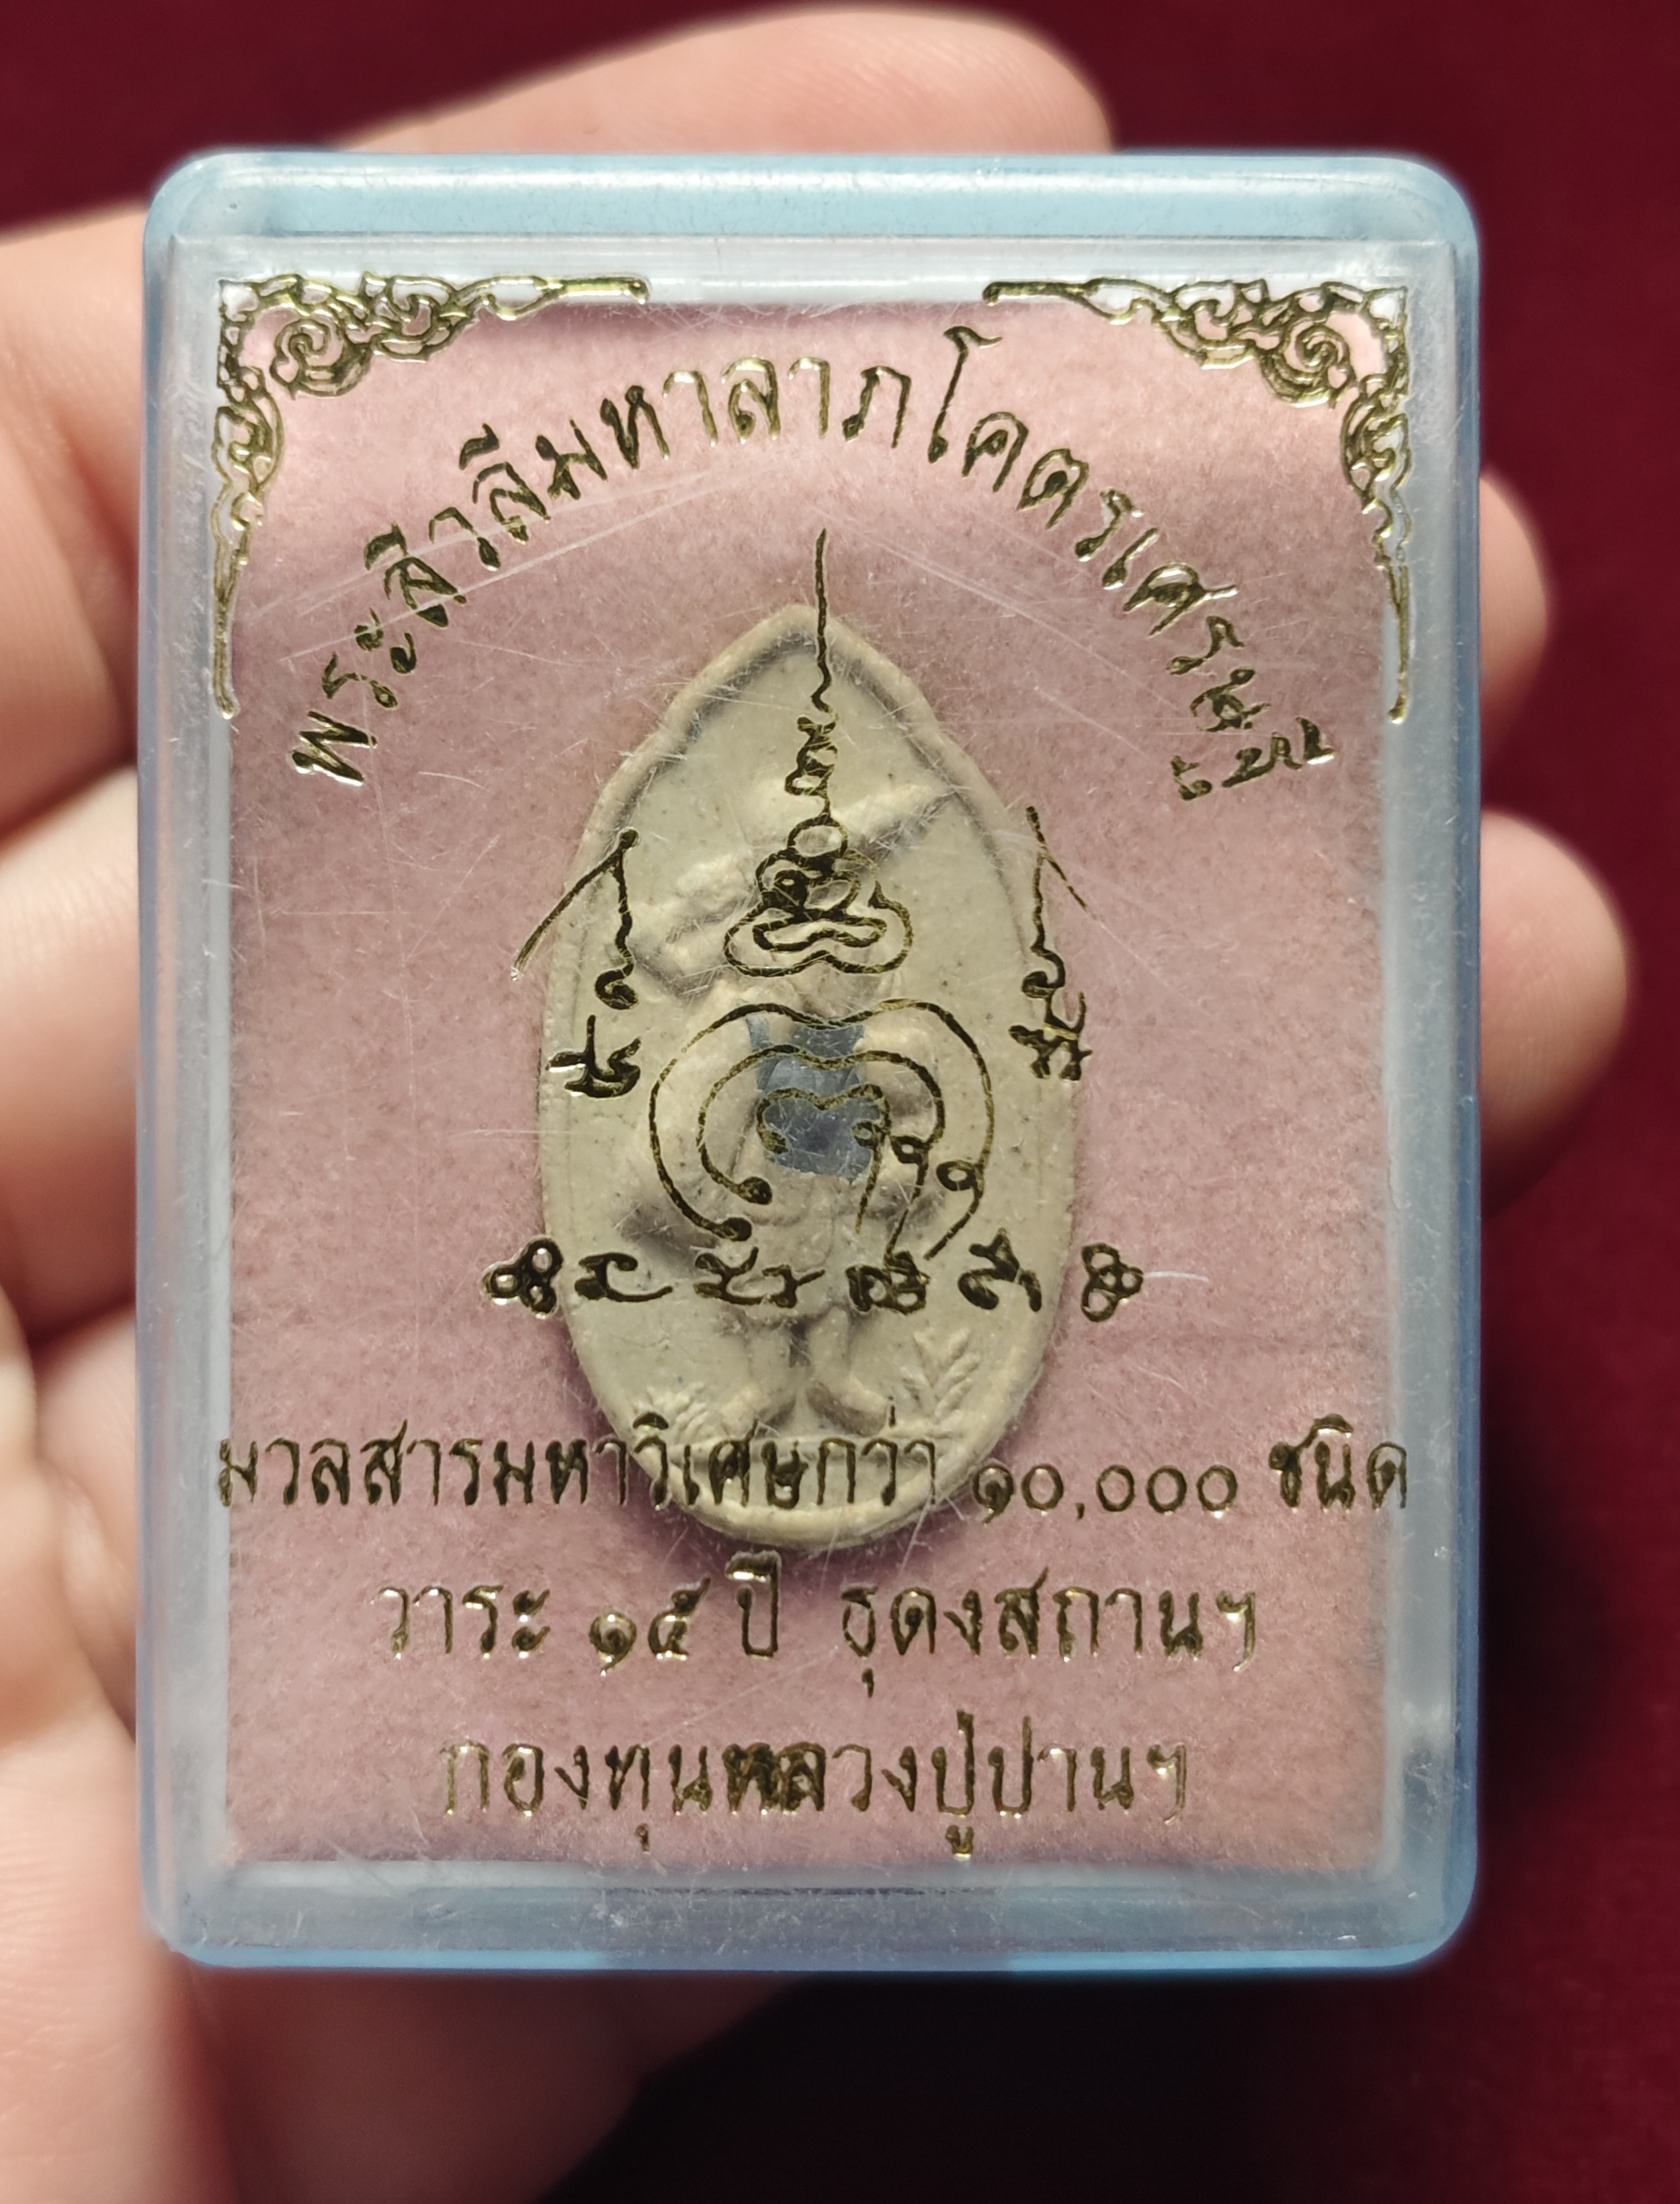 พระสิวลีมหาลาภโคตรเศรษฐี
มวลสารมหาวิเศษกว่า ๑๐,๐๐๐ ชนิด
วาระ ๑๕ ปี ธุดงสถานฯ
กองทุนหลวงปู่ปานฯ